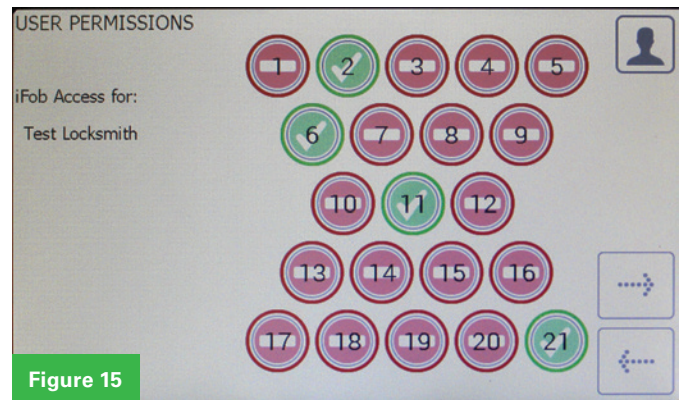 USER PERMISSIONS
1 2 3 4 5
iFob Access for:
Test Locksmith
6 7 8 9
10 11 12
13 14 15 16
17 18 19 20 21
Figure 15